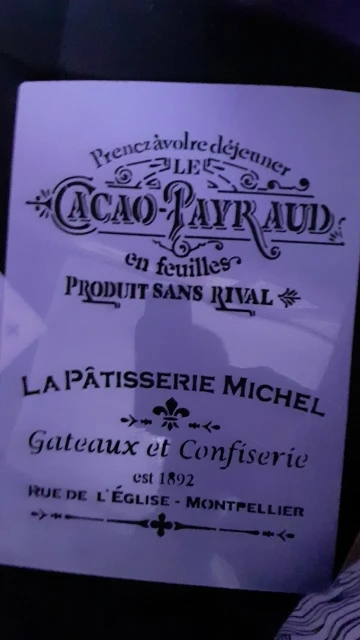 Prenez à votre déjeuner
LE
CACAO-PAYRAUD
en feuilles
PRODUIT SANS RIVAL
LA PÂTISSERIE MICHEL
Gateaux et Confiserie
est 1892
RUE DE L'ÉGLISE - MONTPELLIER